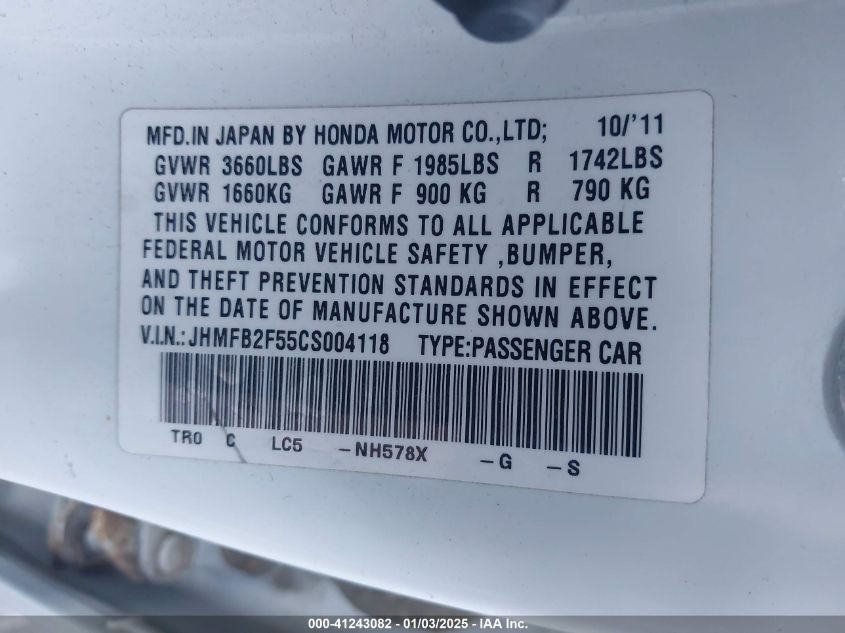 MFD.IN JAPAN BY HONDA MOTOR CO.,LTD; 10/'11
GVWR 3660LBS GAWR F 1985LBS R 1742LBS
GVWR 1660KG GAWR F 900 KG R 790 KG
THIS VEHICLE CONFORMS TO ALL APPLICABLE
FEDERAL MOTOR VEHICLE SAFETY ,BUMPER,
AND THEFT PREVENTION STANDARDS IN EFFECT
ON THE DATE OF MANUFACTURE SHOWN ABOVE.
V.I.N.:JHMFB2F55CS004118 TYPE:PASSENGER CAR
TR0 C LC5 -NH578X -G -S
000-41243082 - 01/03/2025 - IAA Inc.